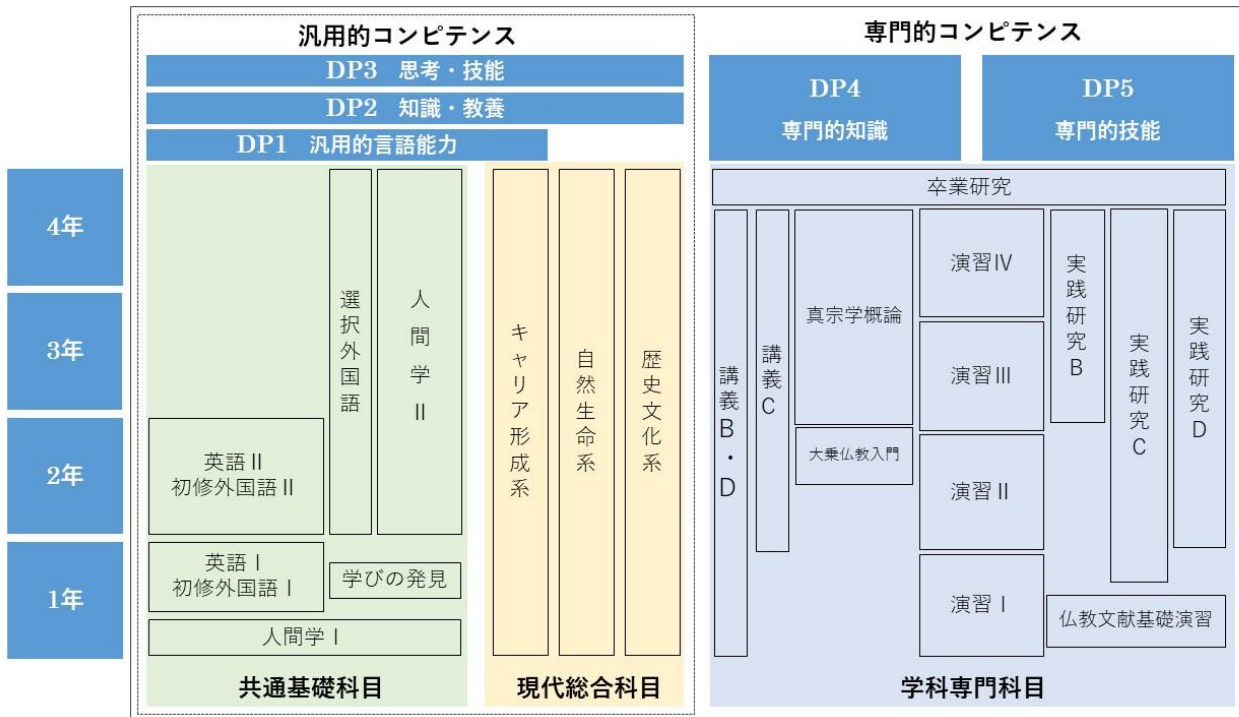 汎用的コンピテンス
専門的コンピテンス
DP3 思考・技能
DP2 知識・教養
DP1 汎用的言語能力
DP4
専門的知識
DP5
専門的技能
4年
3年
2年
1年
選択外国語
人間学Ⅱ
英語Ⅱ
初修外国語Ⅱ
英語Ⅰ
初修外国語Ⅰ
学びの発見
人間学Ⅰ
共通基礎科目
キャリア形成系
自然生命系
歴史文化系
現代総合科目
卒業研究
講義B・D
講義C
真宗学概論
大乗仏教入門
演習Ⅳ
演習Ⅲ
演習Ⅱ
演習Ⅰ
実践研究B
実践研究C
実践研究D
仏教文献基礎演習
学科専門科目